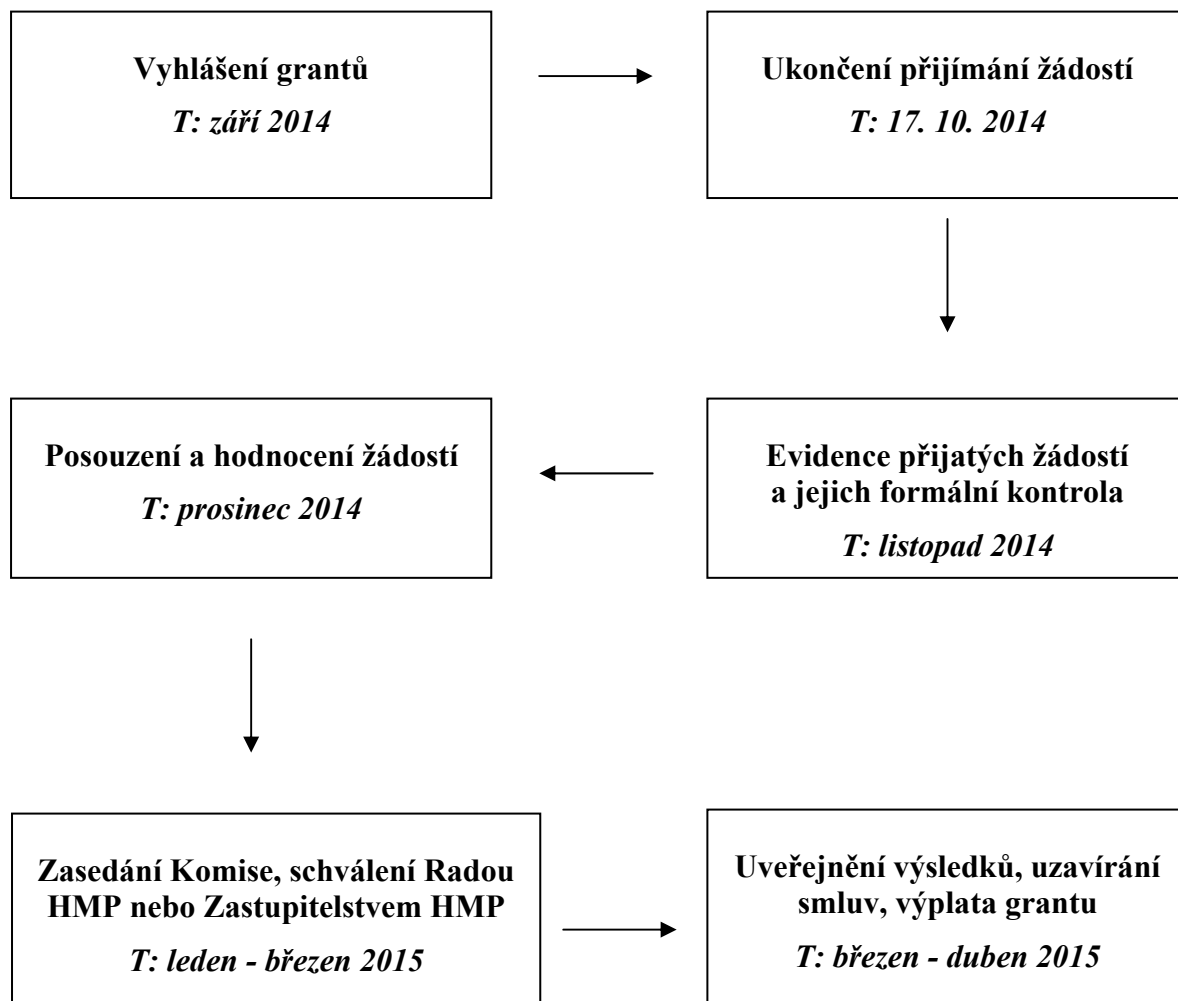 Vyhlášení grantů
T: září 2014
Ukončení přijímání žádostí
T: 17. 10. 2014
Evidence přijatých žádostí
a jejich formální kontrola
T: listopad 2014
Posouzení a hodnocení žádostí
T: prosinec 2014
Zasedání Komise, schválení Radou
HMP nebo Zastupitelstvem HMP
T: leden - březen 2015
Uveřejnění výsledků, uzavírání
smluv, výplata grantu
T: březen - duben 2015